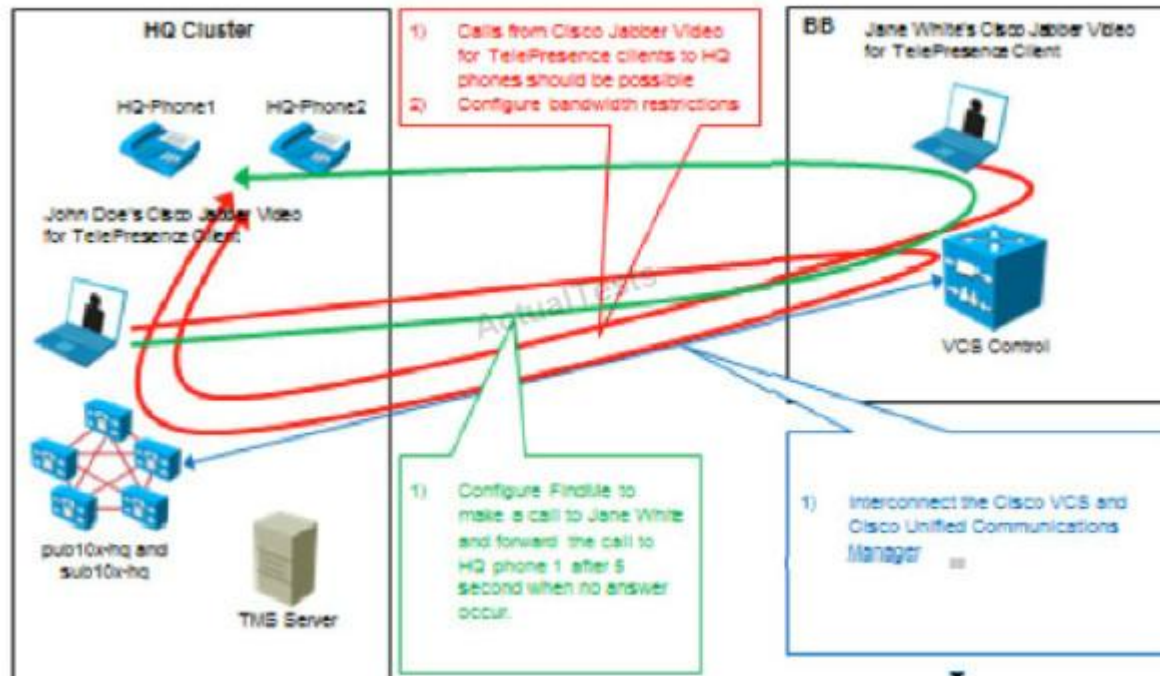 HQ Cluster
HQ-Phone1
HQ-Phone2
John Doe's Cisco Jabber Video
for TelePresence Client
pub10x-hq and
sub10x-hq
TMS Server
1) Calls from Cisco Jabber Video
for TelePresence clients to HQ
phones should be possible
2) Configure bandwidth restrictions
ActualTests
1) Configure FindMe to
make a call to Jane White
and forward the call to
HQ phone 1 after 5
second when no answer
occur.
BB
Jane White's Cisco Jabber Video
for TelePresence Client
VCS Control
1) Interconnect the Cisco VCS and
Cisco Unified Communications
Manager